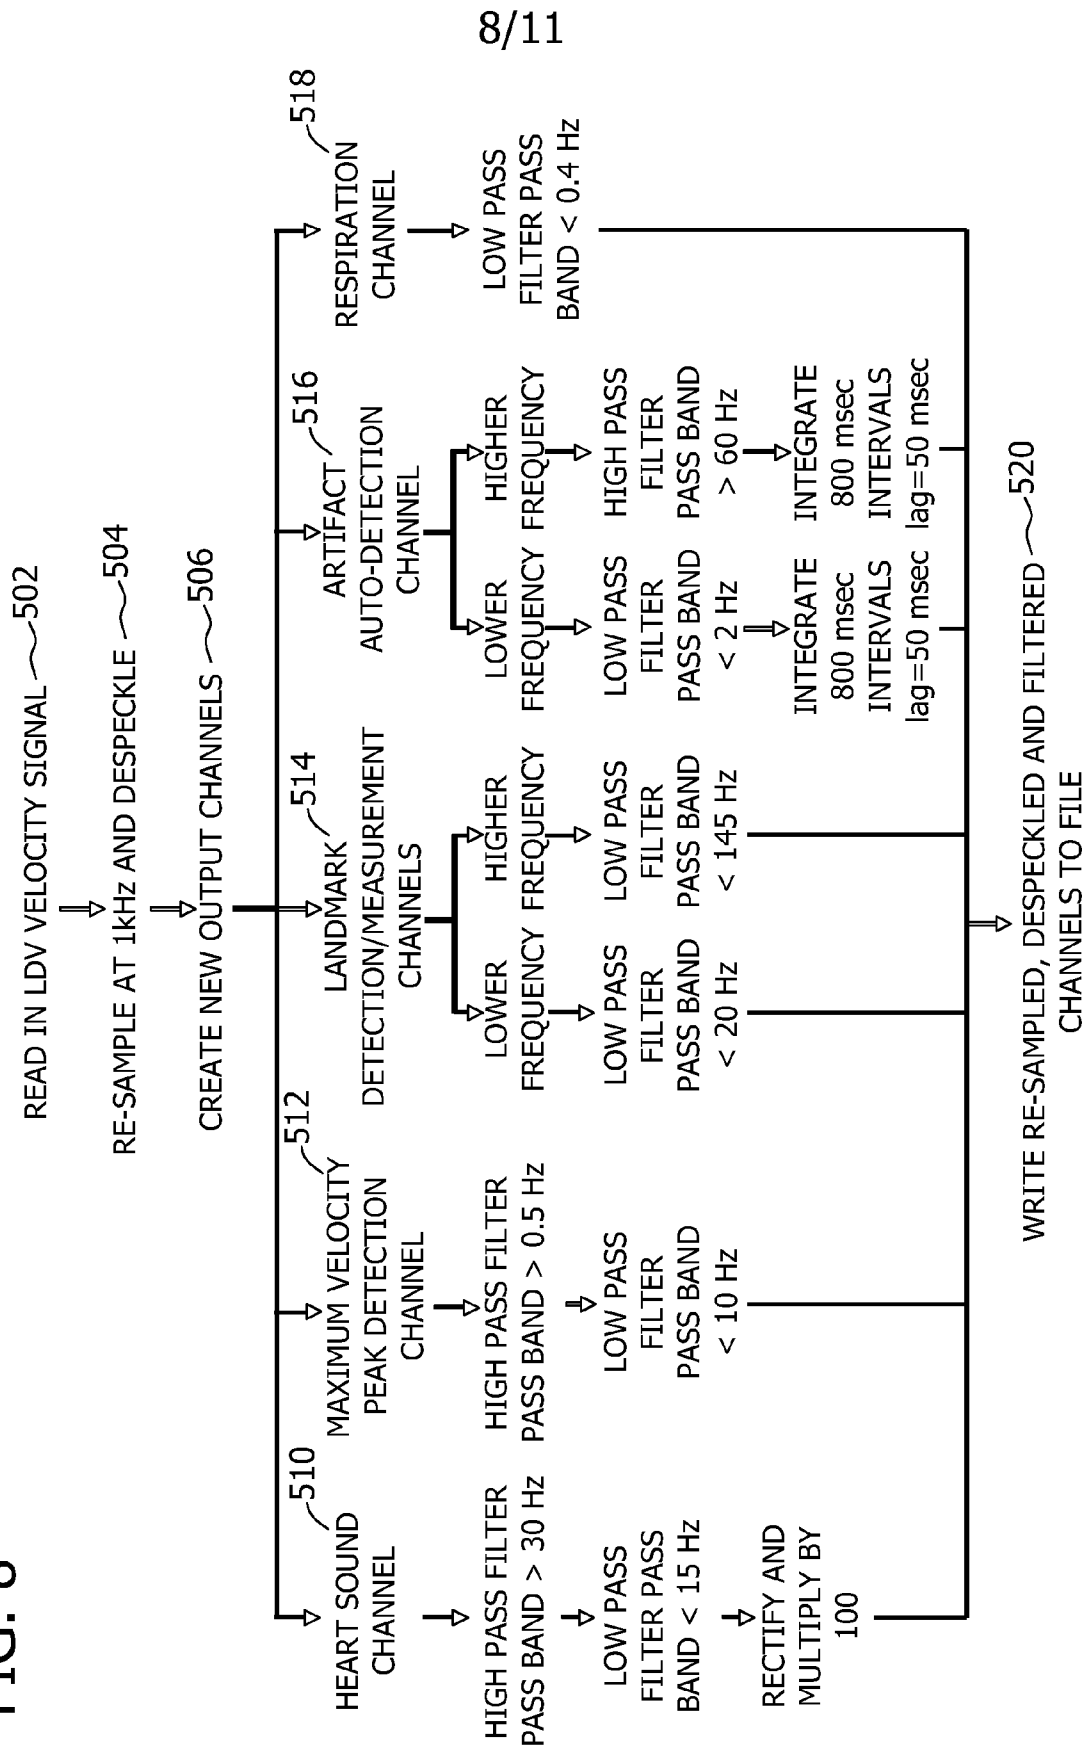 8/11
FIG. 8
READ IN LDV VELOCITY SIGNAL 502
RE-SAMPLE AT 1kHz AND DESPECKLE 504
CREATE NEW OUTPUT CHANNELS 506
510
HEART SOUND
CHANNEL
HIGH PASS FILTER
PASS BAND > 30 Hz
LOW PASS
FILTER PASS
BAND < 15 Hz
RECTIFY AND
MULTIPLY BY
100
512
MAXIMUM VELOCITY
PEAK DETECTION
CHANNEL
HIGH PASS FILTER
PASS BAND > 0.5 Hz
LOW PASS
FILTER
PASS BAND
< 10 Hz
514
LANDMARK
DETECTION/MEASUREMENT
CHANNELS
LOWER
FREQUENCY
LOW PASS
FILTER
PASS BAND
< 20 Hz
HIGHER
FREQUENCY
LOW PASS
FILTER
PASS BAND
< 145 Hz
516
ARTIFACT
AUTO-DETECTION
CHANNEL
LOWER
FREQUENCY
LOW PASS
FILTER
PASS BAND
< 2 Hz
INTEGRATE
800 msec
INTERVALS
lag=50 msec
HIGHER
FREQUENCY
HIGH PASS
FILTER
PASS BAND
> 60 Hz
INTEGRATE
800 msec
INTERVALS
lag=50 msec
518
RESPIRATION
CHANNEL
LOW PASS
FILTER PASS
BAND < 0.4 Hz
WRITE RE-SAMPLED, DESPECKLED AND FILTERED 520
CHANNELS TO FILE